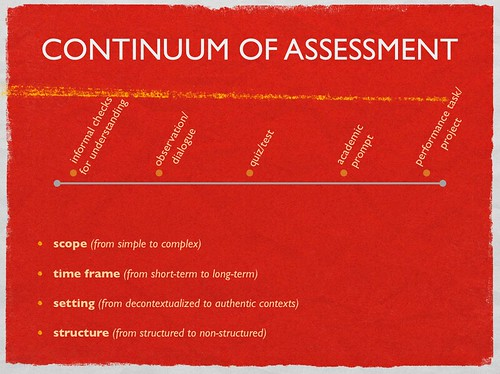 CONTINUUM OF ASSESSMENT
informal checks
for understanding
observation/
dialogue
quiz/test
academic
prompt
performance task/
project
• scope (from simple to complex)
• time frame (from short-term to long-term)
• setting (from decontextualized to authentic contexts)
• structure (from structured to non-structured)